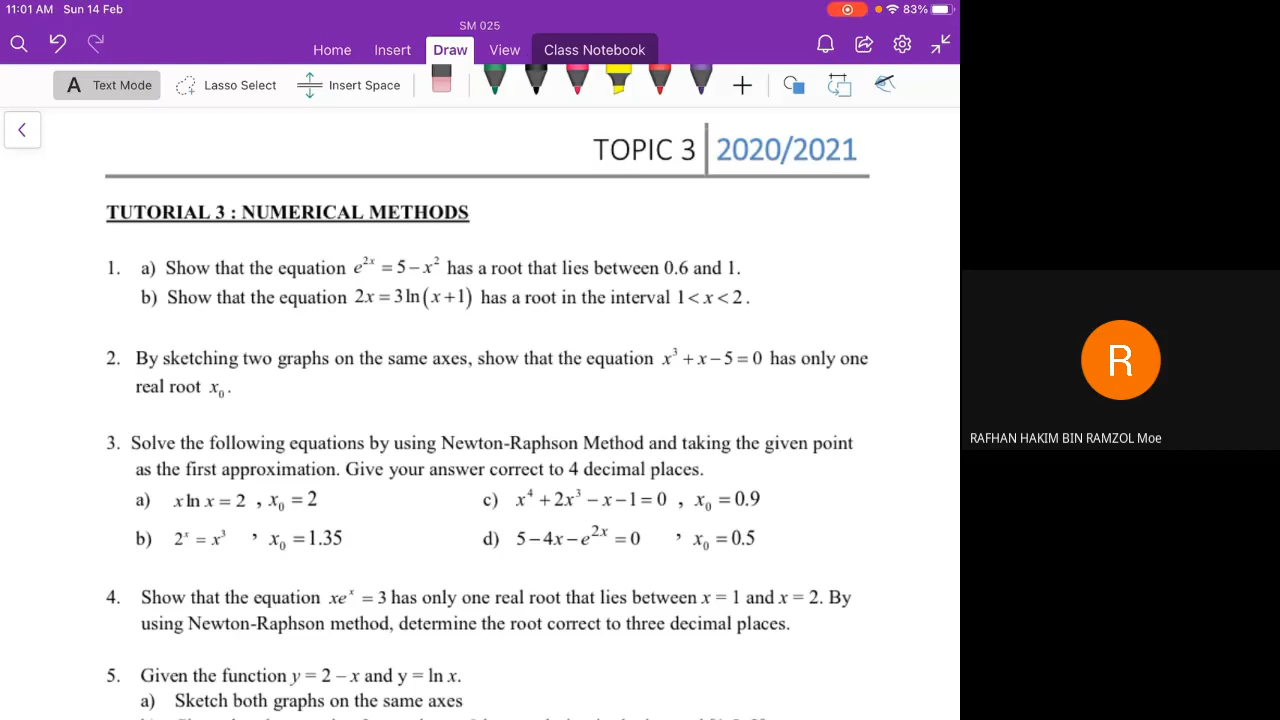 11:01 AM Sun 14 Feb
83%
SM 025
Home Insert Draw View Class Notebook
A Text Mode Lasso Select Insert Space
TOPIC 3 2020/2021
TUTORIAL 3 : NUMERICAL METHODS
1. a) Show that the equation e^{2x} = 5 − x^2 has a root that lies between 0.6 and 1.
b) Show that the equation 2x = 3 ln(x+1) has a root in the interval 1 < x < 2.
2. By sketching two graphs on the same axes, show that the equation x^3 + x − 5 = 0 has only one
real root x_0.
3. Solve the following equations by using Newton-Raphson Method and taking the given point
as the first approximation. Give your answer correct to 4 decimal places.
a) x ln x = 2 , x_0 = 2 c) x^4 + 2x^3 − x − 1 = 0 , x_0 = 0.9
b) 2^x = x^3 , x_0 = 1.35 d) 5 − 4x − e^{2x} = 0 , x_0 = 0.5
4. Show that the equation xe^x = 3 has only one real root that lies between x = 1 and x = 2. By
using Newton-Raphson method, determine the root correct to three decimal places.
5. Given the function y = 2 – x and y = ln x.
a) Sketch both graphs on the same axes
R
RAFHAN HAKIM BIN RAMZOL Moe